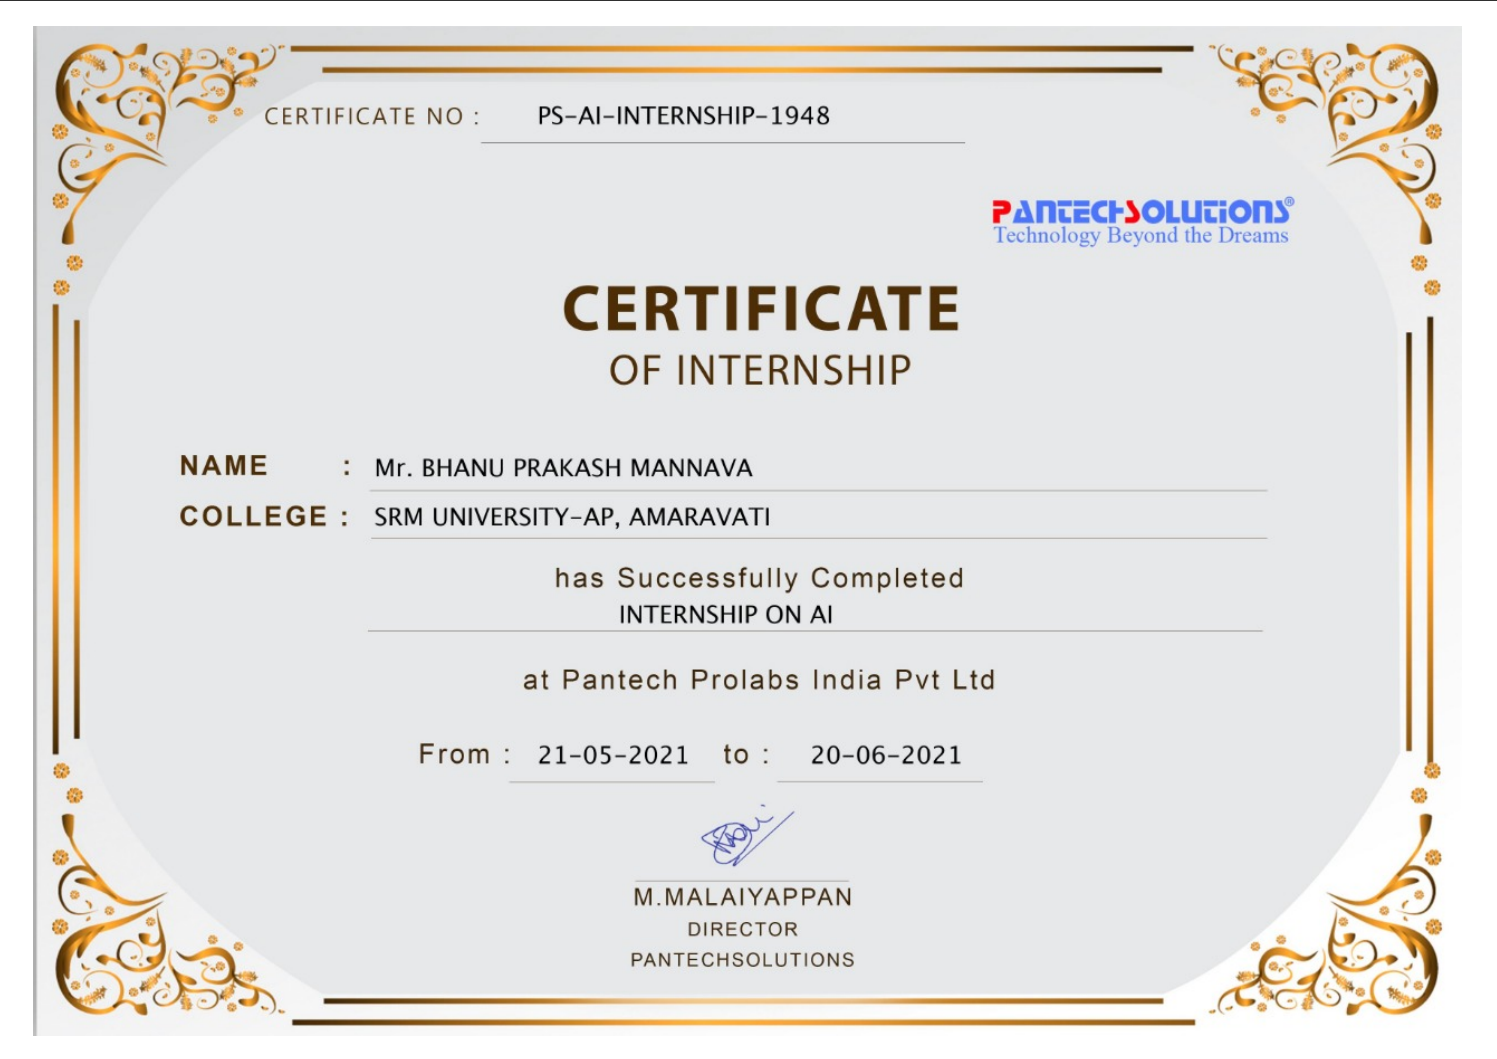 CERTIFICATE NO : PS-AI-INTERNSHIP-1948
PANTECHSOLUTIONS®
Technology Beyond the Dreams
CERTIFICATE
OF INTERNSHIP
NAME : Mr. BHANU PRAKASH MANNAVA
COLLEGE : SRM UNIVERSITY-AP, AMARAVATI
has Successfully Completed
INTERNSHIP ON AI
at Pantech Prolabs India Pvt Ltd
From : 21-05-2021 to : 20-06-2021
M.MALAIYAPPAN
DIRECTOR
PANTECHSOLUTIONS